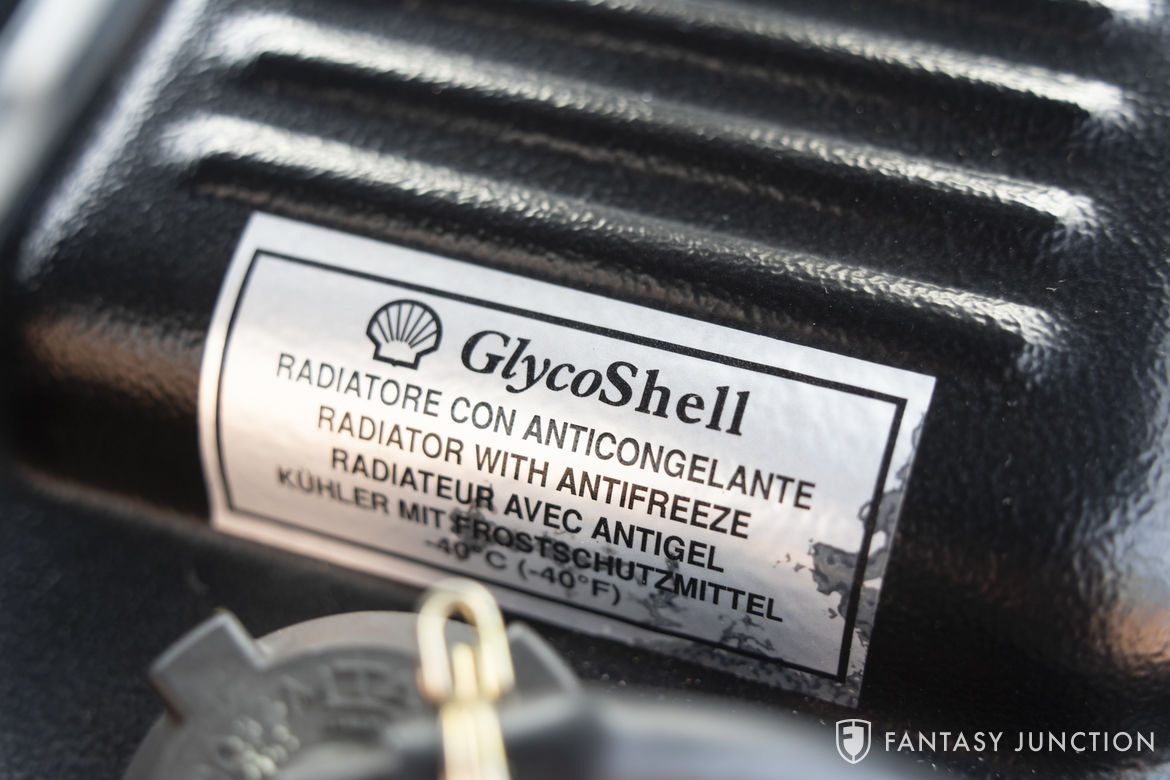 GlycoShell
RADIATORE CON ANTICONGELANTE
RADIATOR WITH ANTIFREEZE
RADIATEUR AVEC ANTIGEL
KÜHLER MIT FROSTSCHUTZMITTEL
-40°C (-40°F)
FANTASY JUNCTION